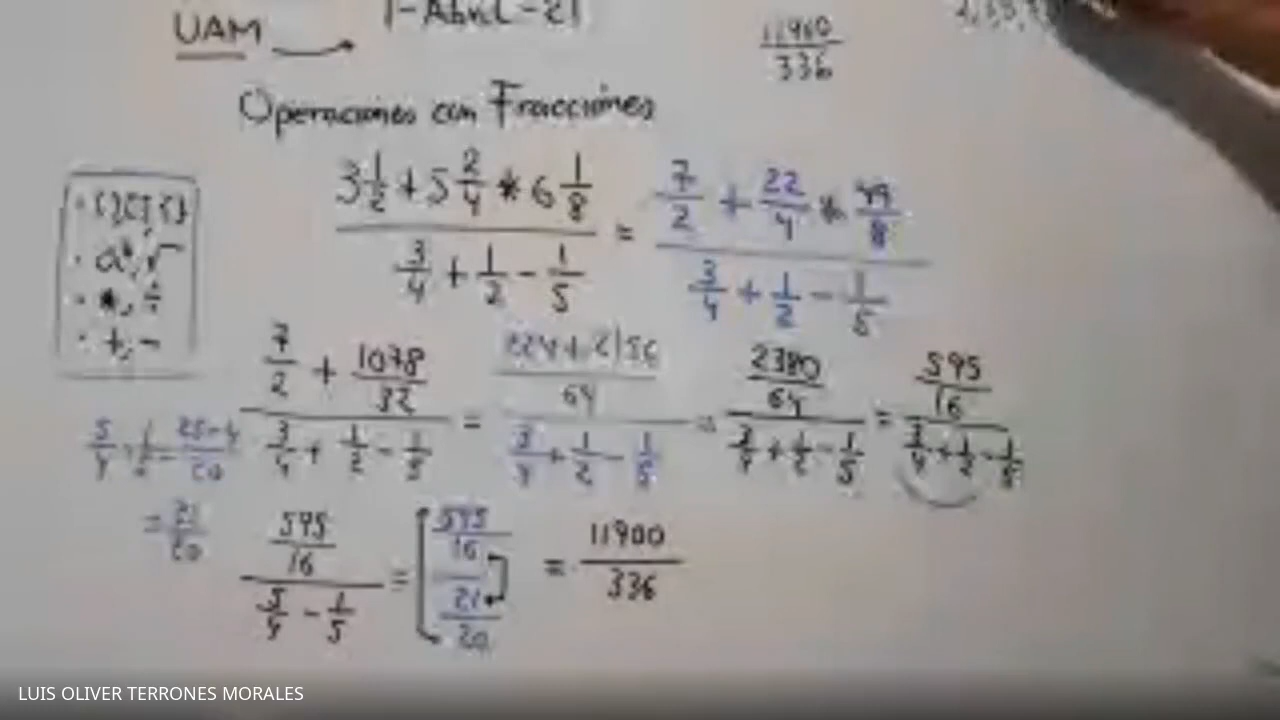 UAM → 1-Abril-21
11900/336
Operaciones con Fracciones
(3 1/2 + 5 2/4 * 6 1/8) / (3/4 + 1/2 - 1/5) = (7/2 + 22/4 * 49/8) / (3/4 + 1/2 - 1/5)
· {}[]()
· *, ÷
· +, -
(7/2 + 1078/32) / (3/4 + 1/2 - 1/5) = ((224 + 2156)/64) / (3/4 + 1/2 - 1/5) = (2380/64) / (3/4 + 1/2 - 1/5) = (595/16) / (3/4 + 1/2 - 1/5)
5/4 - 1/5 = (25-4)/20
= 21/20
(595/16) / (5/4 - 1/5) = [(595/16) / (21/20) = 11900/336
LUIS OLIVER TERRONES MORALES